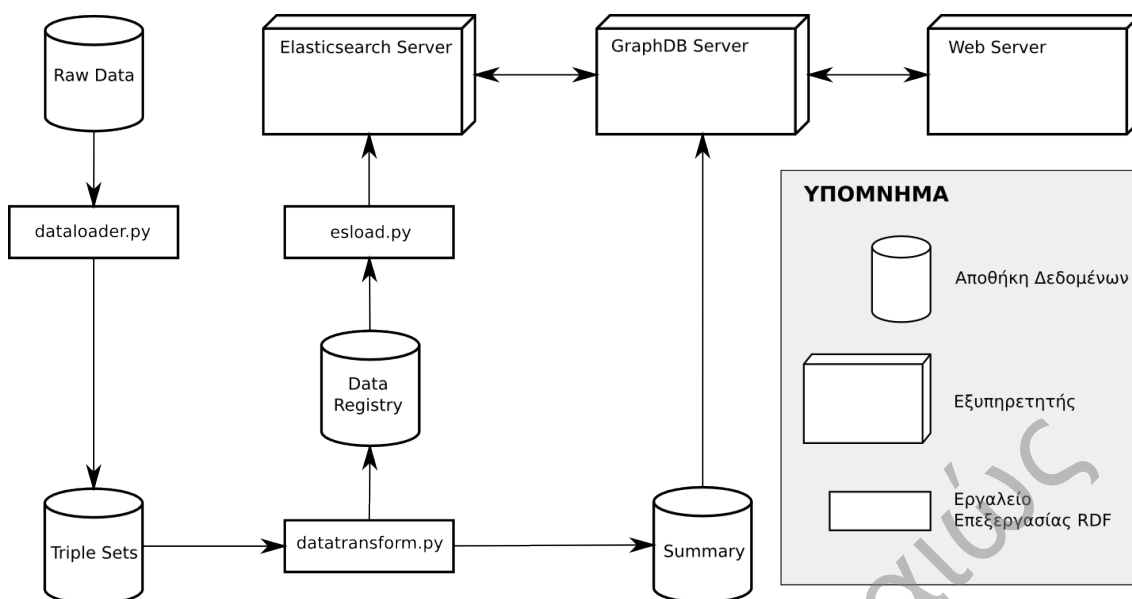 Raw Data
Elasticsearch Server
GraphDB Server
Web Server
dataloader.py
esload.py
Data
Registry
Triple Sets
datatransform.py
Summary
ΥΠΟΜΝΗΜΑ
Αποθήκη Δεδομένων
Εξυπηρετητής
Εργαλείο
Επεξεργασίας RDF